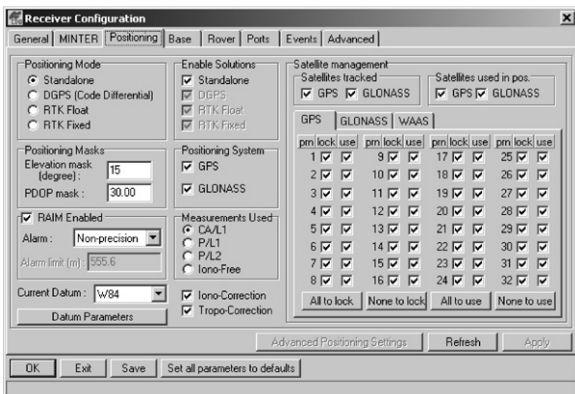 Receiver Configuration
General MINTER Positioning Base Rover Ports Events Advanced
Positioning Mode
Standalone
DGPS (Code Differential)
RTK Float
RTK Fixed
Enable Solutions
Standalone
DGPS
RTK Float
RTK Fixed
Positioning Masks
Elevation mask (degree) : 15
PDOP mask : 30.00
Positioning System
GPS
GLONASS
RAIM Enabled
Alarm : Non-precision
Alarm limit (m) : 555.6
Measurements Used
CA/L1
P/L1
P/L2
Iono-Free
Current Datum : W84
Datum Parameters
Iono-Correction
Tropo-Correction
Satellite management
Satellites tracked
GPS GLONASS
Satellites used in pos.
GPS GLONASS
GPS GLONASS WAAS
prn lock use prn lock use prn lock use prn lock use
1 9 17 25
2 10 18 26
3 11 19 27
4 12 20 28
5 13 21 29
6 14 22 30
7 15 23 31
8 16 24 32
All to lock None to lock All to use None to use
Advanced Positioning Settings Refresh Apply
OK Exit Save Set all parameters to defaults